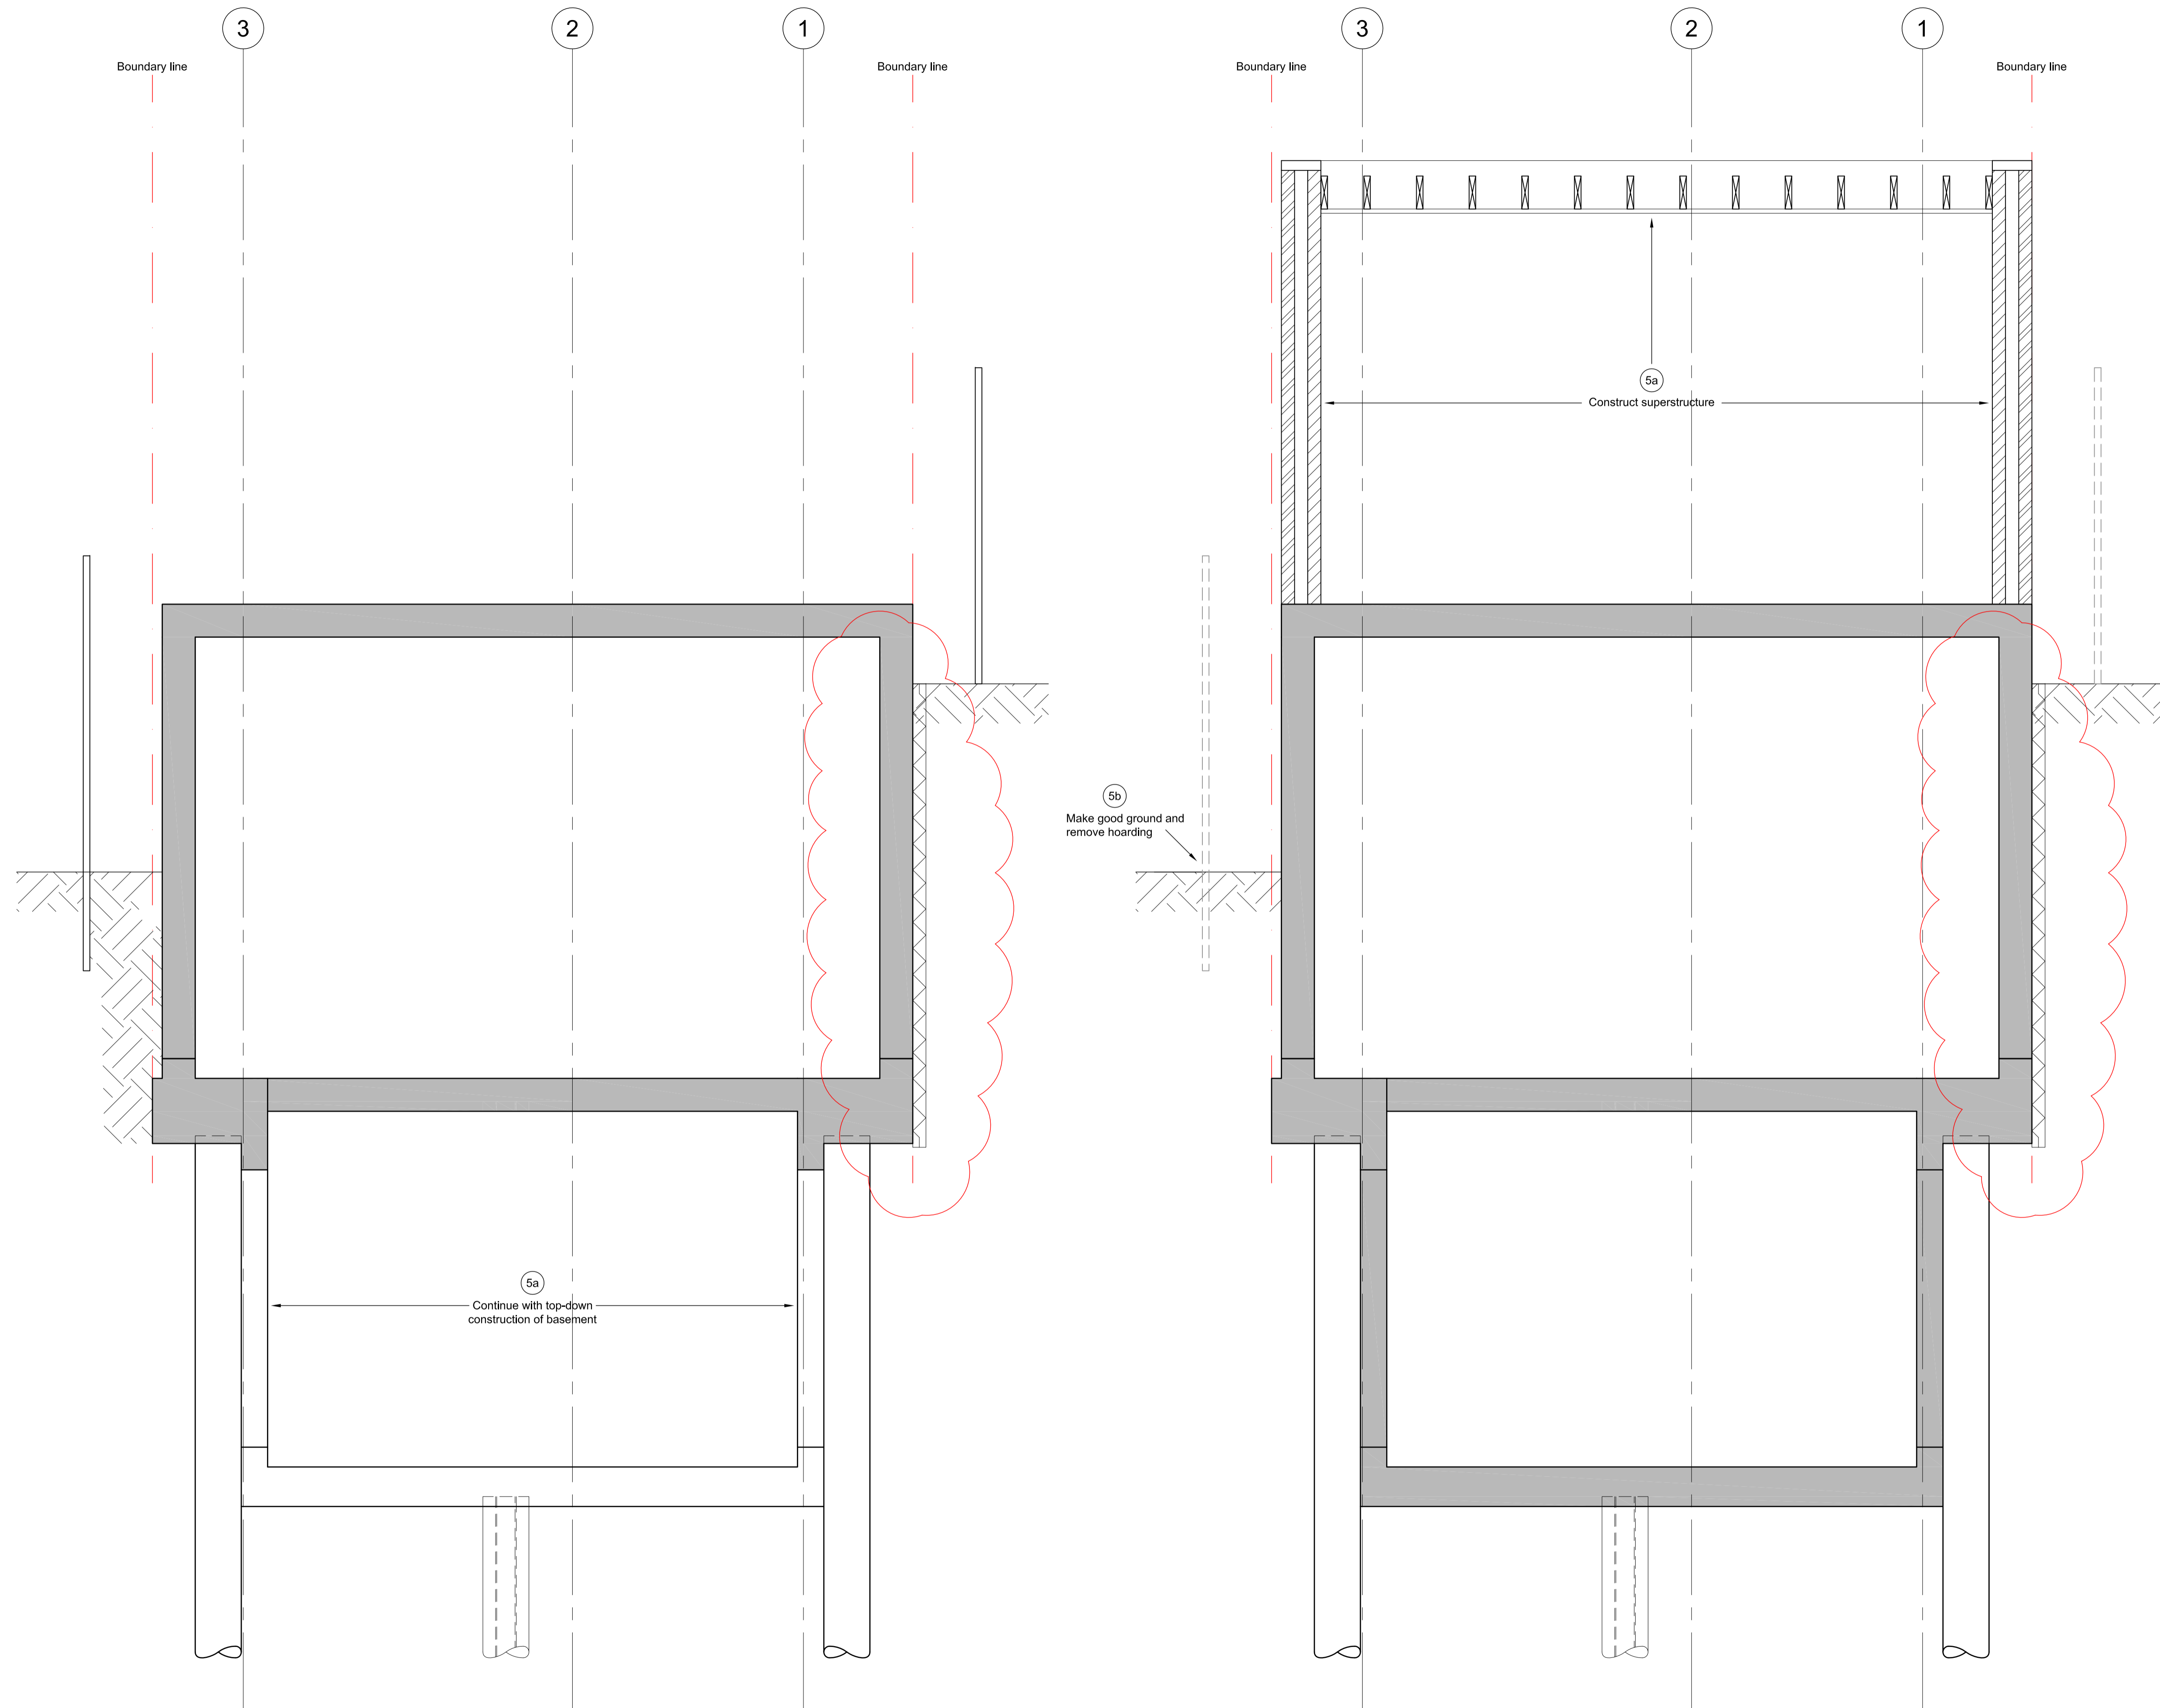 3
2
1
Boundary line
Boundary line
5a
Continue with top-down
construction of basement
3
2
1
Boundary line
Boundary line
5a
Construct superstructure
5b
Make good ground and
remove hoarding